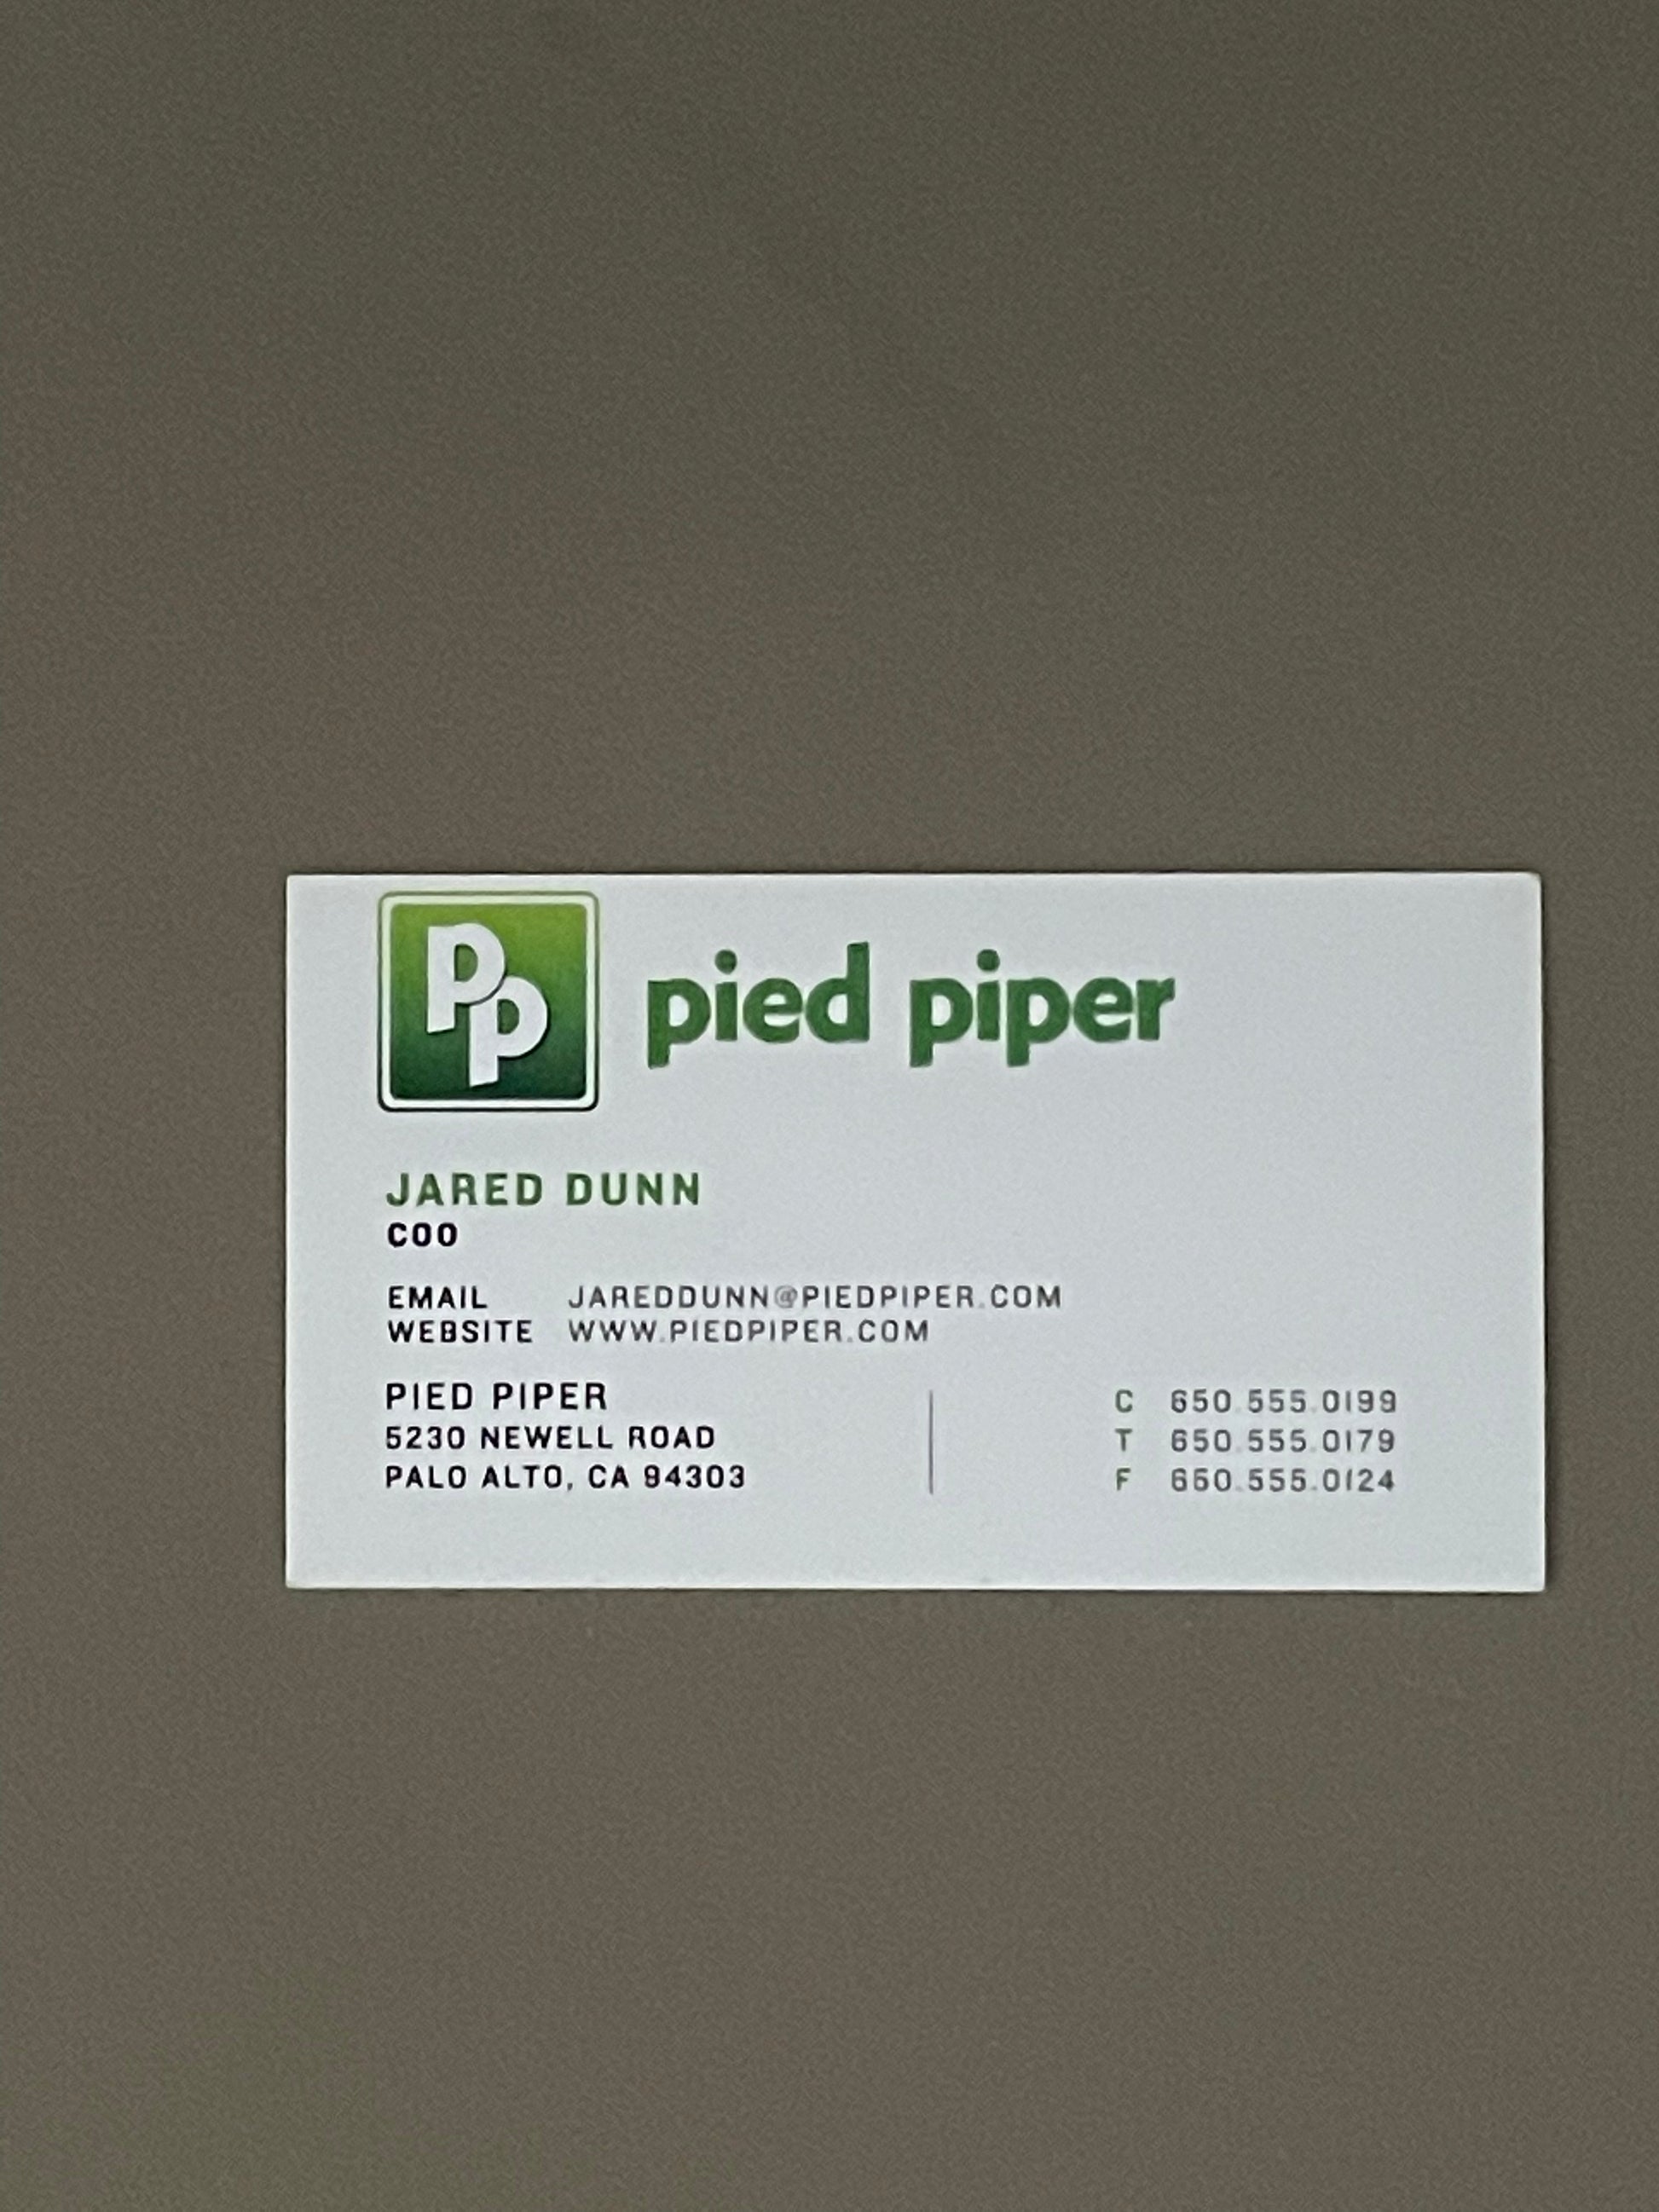 PP pied piper
JARED DUNN
COO
EMAIL JAREDDUNN@PIEDPIPER.COM
WEBSITE WWW.PIEDPIPER.COM
PIED PIPER
5230 NEWELL ROAD
PALO ALTO, CA 94303
C 650.555.0199
T 650.555.0179
F 650.555.0124